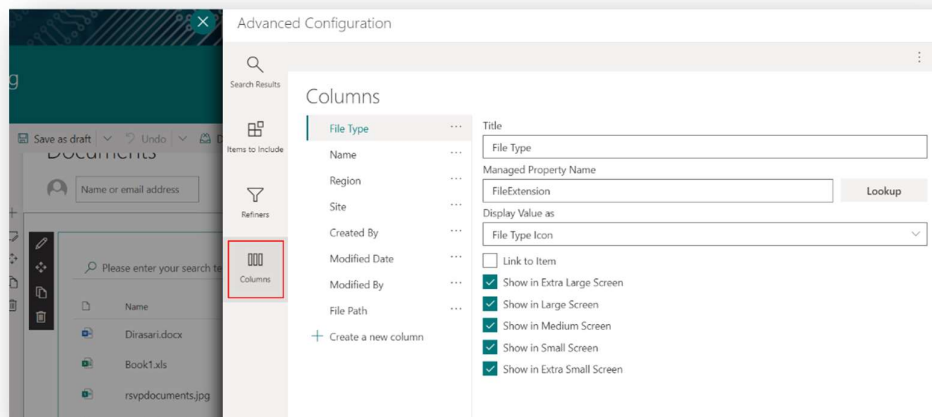 Advanced Configuration
g
Save as draft
Undo
Documents
Name or email address
Please enter your search te
Name
Dirasari.docx
Book1.xls
rsvpdocuments.jpg
Search Results
Items to Include
Refiners
Columns
Columns
File Type
Name
Region
Site
Created By
Modified Date
Modified By
File Path
Create a new column
Title
File Type
Managed Property Name
FileExtension
Lookup
Display Value as
File Type Icon
Link to Item
Show in Extra Large Screen
Show in Large Screen
Show in Medium Screen
Show in Small Screen
Show in Extra Small Screen